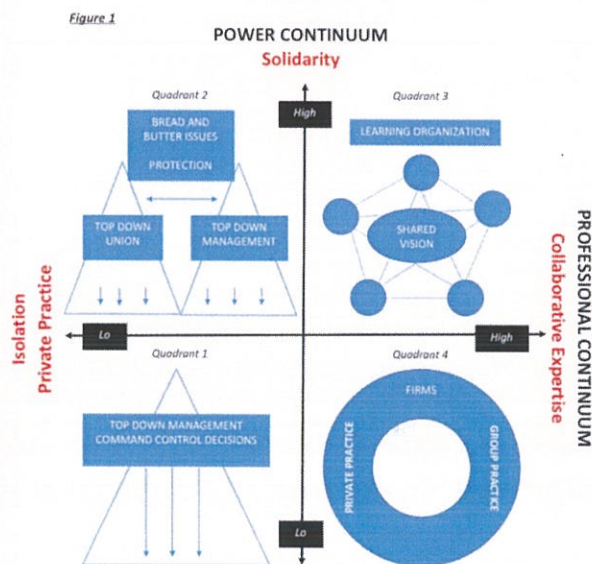 Figure 1
POWER CONTINUUM
Solidarity
Quadrant 2
Quadrant 3
High
BREAD AND
BUTTER ISSUES
PROTECTION
LEARNING ORGANIZATION
TOP DOWN
UNION
TOP DOWN
MANAGEMENT
SHARED
VISION
PROFESSIONAL CONTINUUM
Collaborative Expertise
Isolation
Private Practice
Lo
High
Quadrant 1
Quadrant 4
TOP DOWN MANAGEMENT
COMMAND CONTROL DECISIONS
FIRMS
PRIVATE PRACTICE
GROUP PRACTICE
Lo